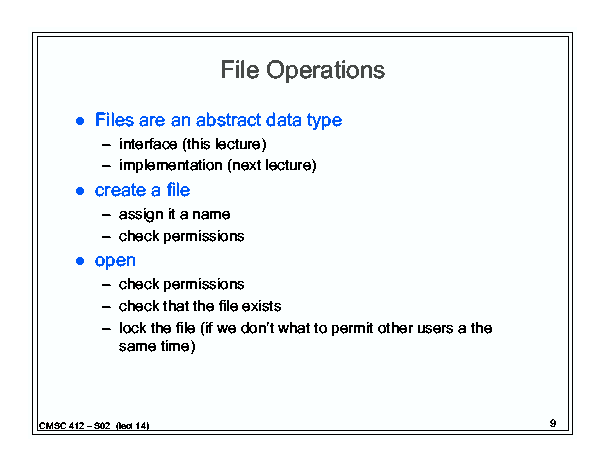 File Operations
● Files are an abstract data type
– interface (this lecture)
– implementation (next lecture)
● create a file
– assign it a name
– check permissions
● open
– check permissions
– check that the file exists
– lock the file (if we don't what to permit other users a the
same time)
CMSC 412 – S02 (lect 14)
9